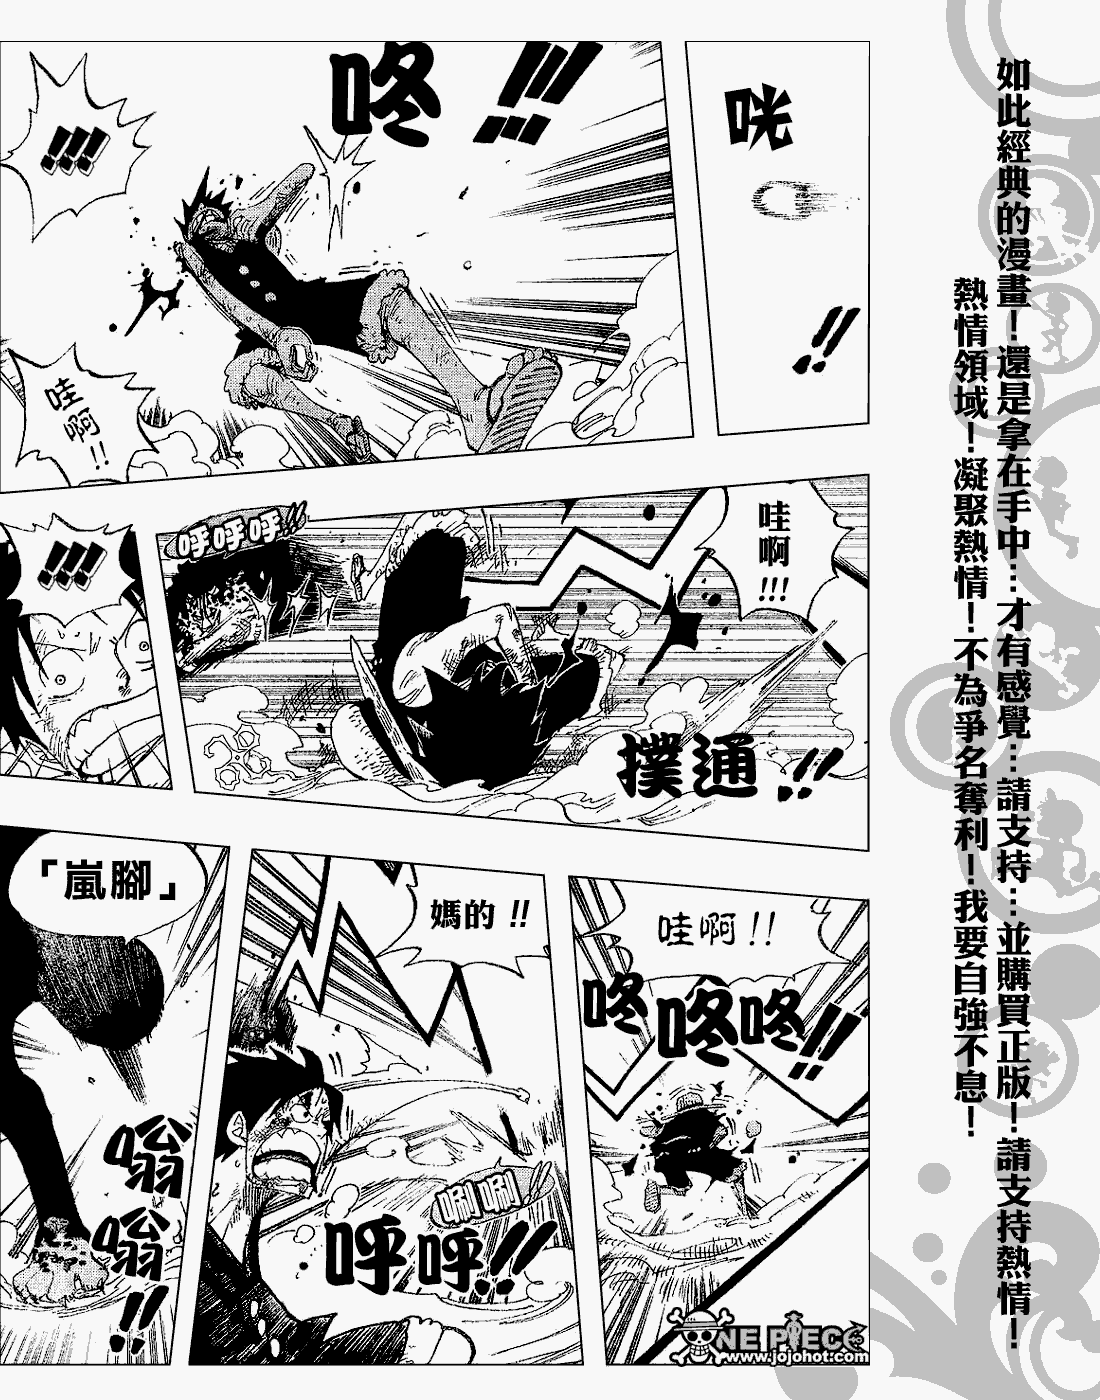 如此經典的漫畫！還是拿在手中…才有感覺…請支持…並購買正版！請支持熱情！
熱情領域！凝聚熱情！不為爭名奪利！我要自強不息！
咣
!!
咚!!
!!!
哇啊!!
哇啊!!!
呼呼呼!!
撲通!!
!!!
哇啊!!
咚咚咚!!
媽的!!
唰唰
呼呼!!
「嵐腳」
嗡嗡!!
ONE PIECE
www.jojohot.com